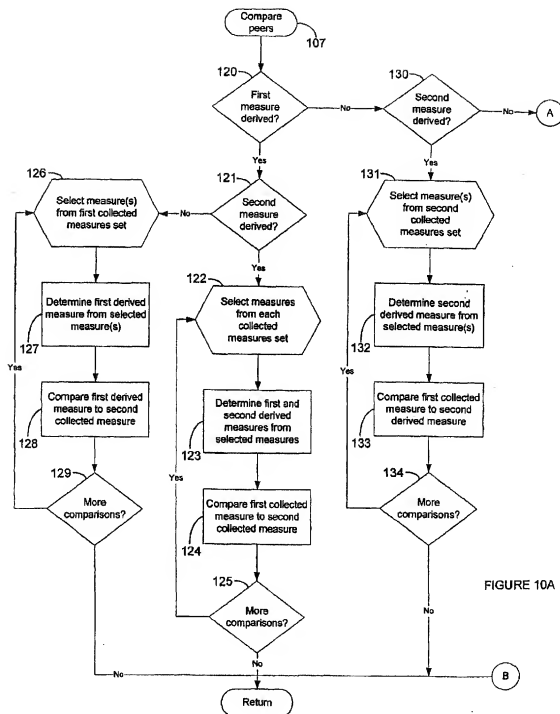 Compare
peers
107
120
First
measure
derived?
No
130
Second
measure
derived?
No
A
Yes
Yes
126
Select measure(s)
from first collected
measures set
No
121
Second
measure
derived?
131
Select measure(s)
from second
collected
measures set
Yes
122
Select measures
from each
collected
measures set
Determine first derived
measure from selected
measure(s)
127
Determine second
derived measure from
selected measure(s)
132
Yes
Yes
Determine first and
second derived
measures from
selected measures
123
Compare first derived
measure to second
collected measure
128
Compare first collected
measure to second
derived measure
133
Yes
129
More
comparisons?
Compare first collected
measure to second
collected measure
124
134
More
comparisons?
125
More
comparisons?
FIGURE 10A
No
No
No
B
Return